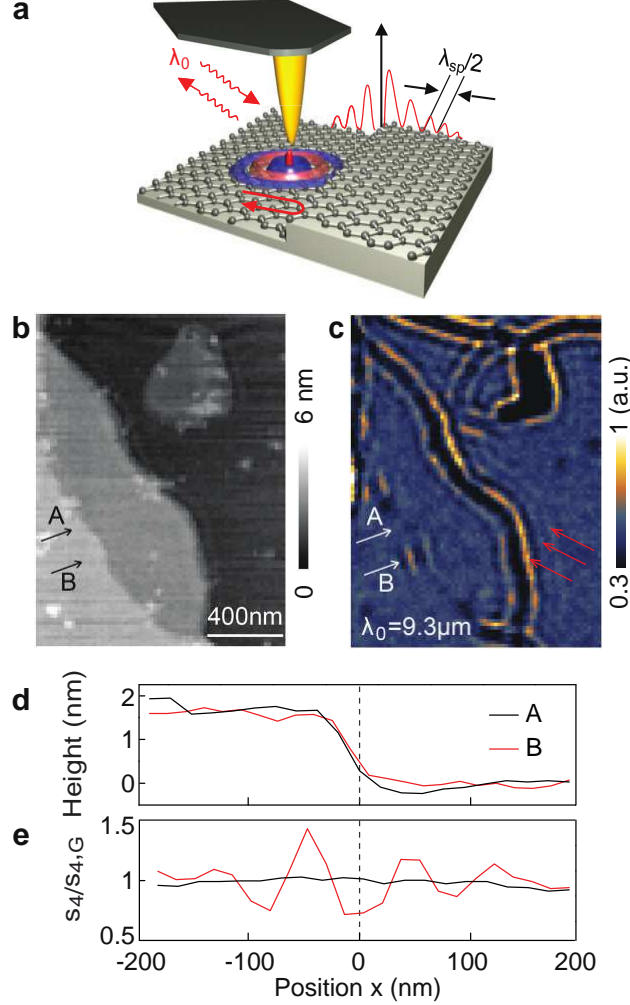 a
λ0
λsp/2
b
A
B
400nm
6 nm
0
c
A
B
λ0=9.3µm
1 (a.u.)
0.3
d
Height (nm)
2
1
0
A
B
e
s4/s4,G
1.5
1
0.5
-200
-100
0
100
200
Position x (nm)